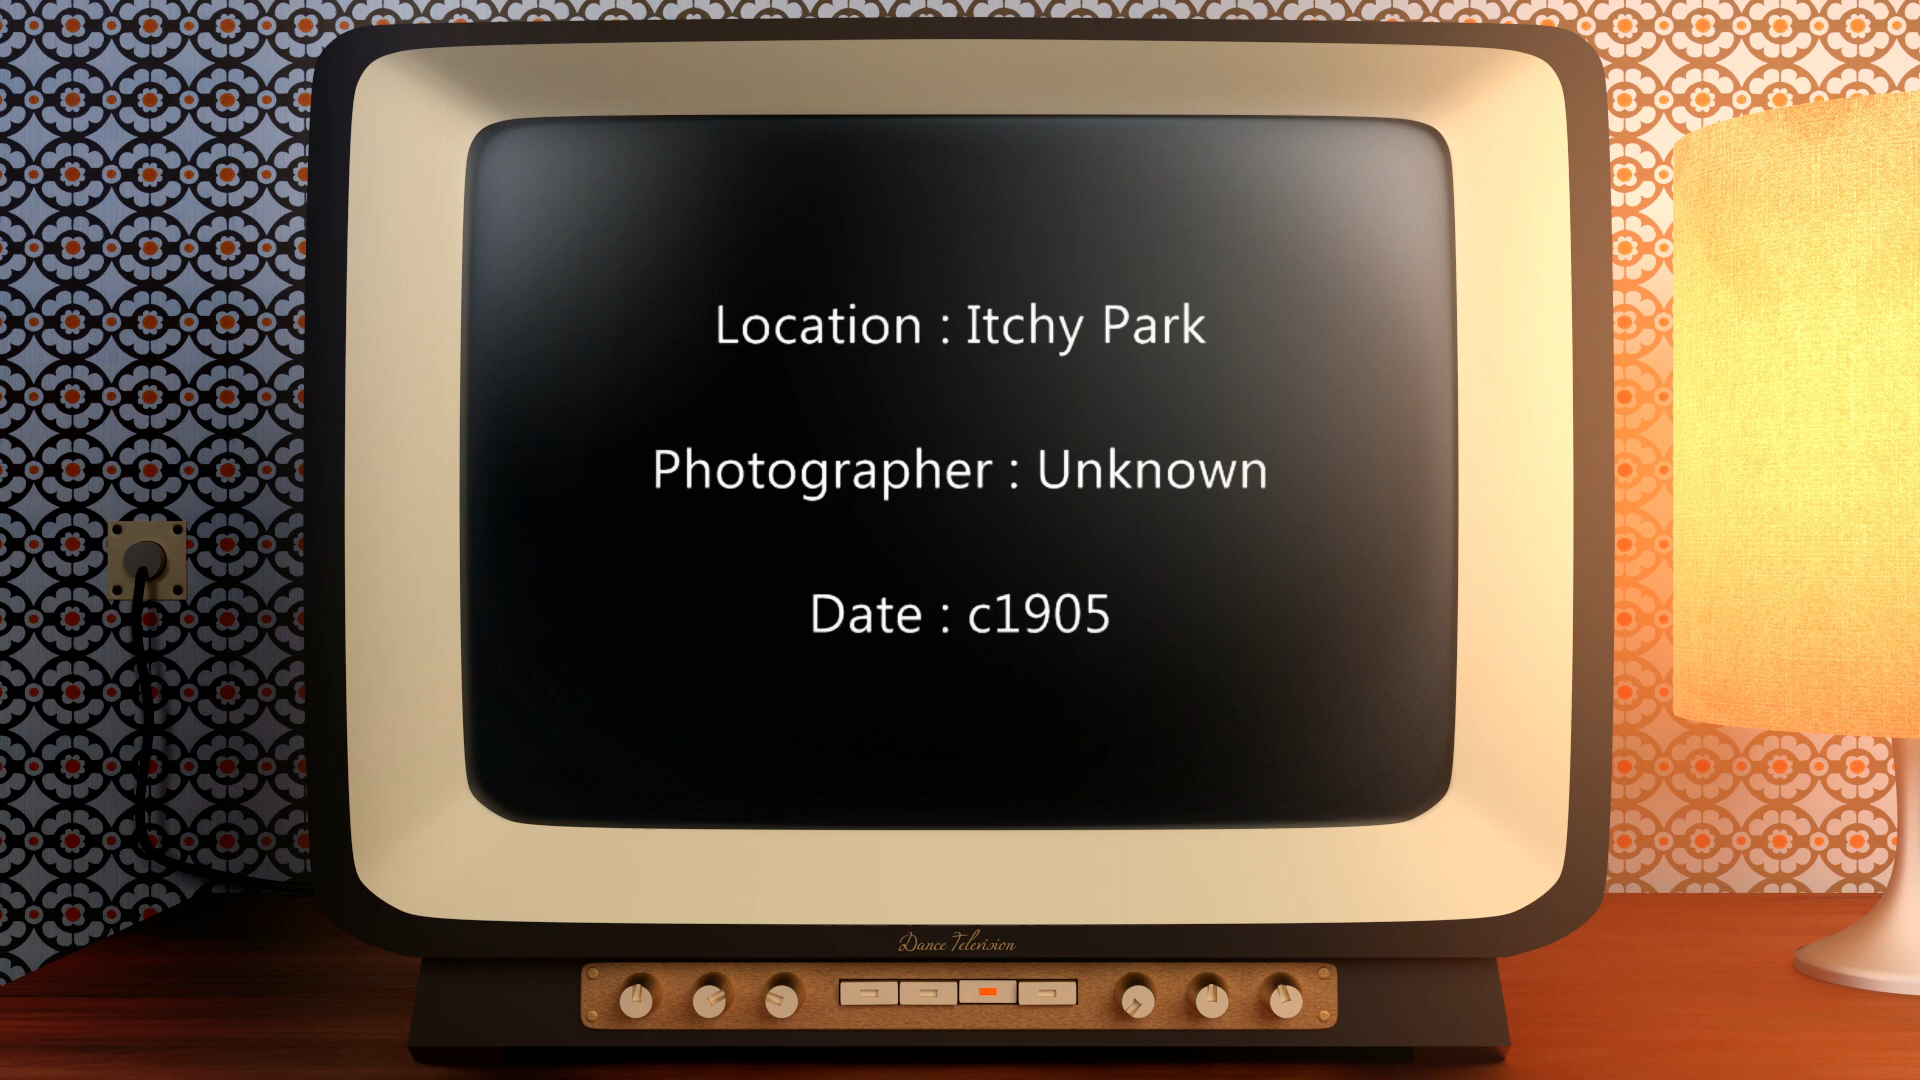 Location : Itchy Park
Photographer : Unknown
Date : c1905
Dance Television